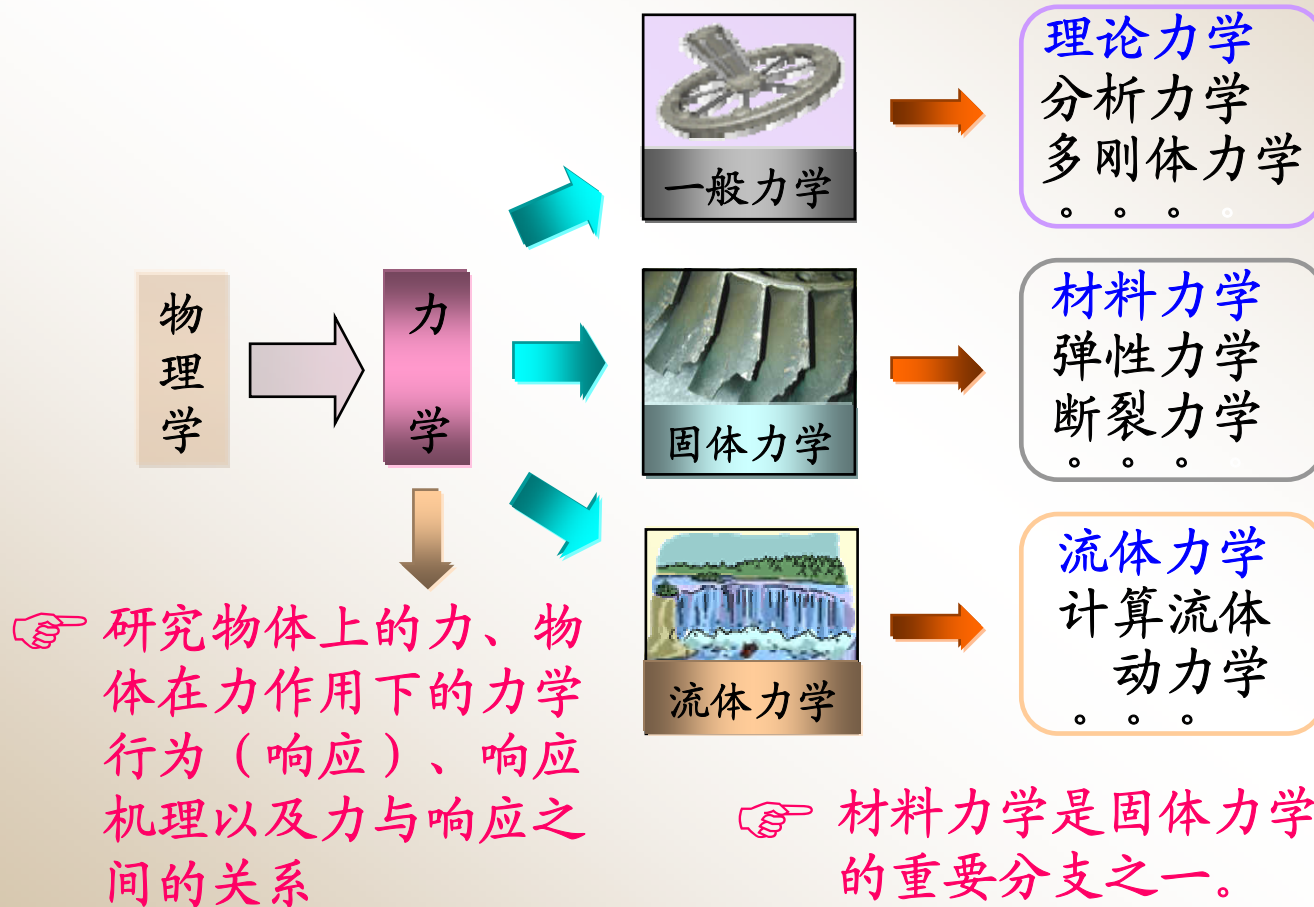 物
理
学
力
学
一般力学
固体力学
流体力学
理论力学
分析力学
多刚体力学
。。。。
材料力学
弹性力学
断裂力学
。。。。
流体力学
计算流体
动力学
。。。
☞ 研究物体上的力、物
体在力作用下的力学
行为（响应）、响应
机理以及力与响应之
间的关系
☞ 材料力学是固体力学
的重要分支之一。